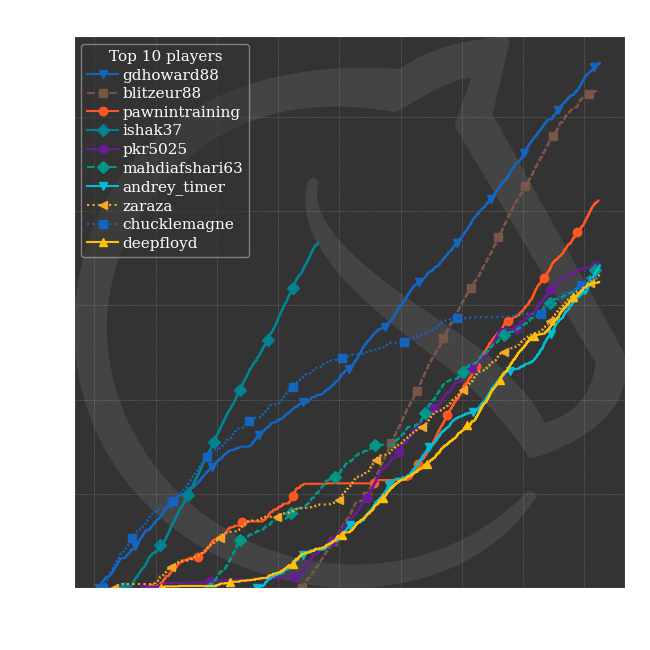 Top 10 players
gdhoward88
blitzeur88
pawnintraining
ishak37
pkr5025
mahdiafshari63
andrey_timer
zaraza
chucklemagne
deepfloyd